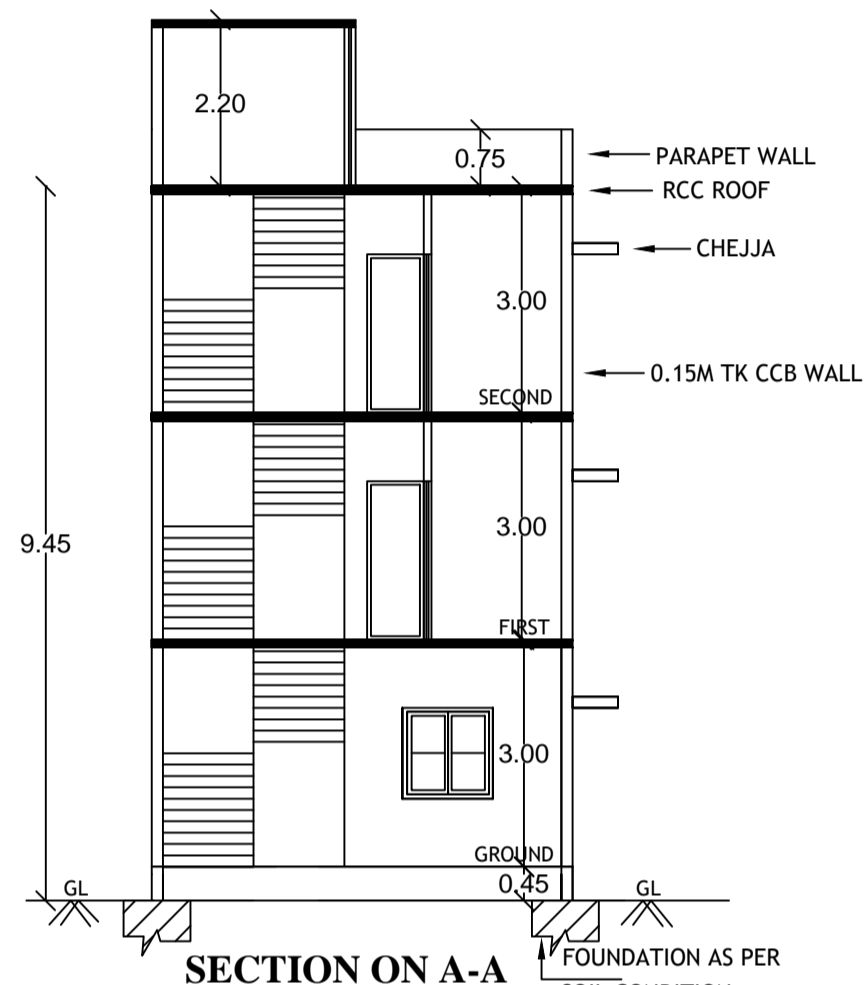 2.20
0.75
PARAPET WALL
RCC ROOF
CHEJJA
3.00
0.15M TK CCB WALL
SECOND
9.45
3.00
FIRST
3.00
GROUND
0.45
GL
GL
SECTION ON A-A
FOUNDATION AS PER